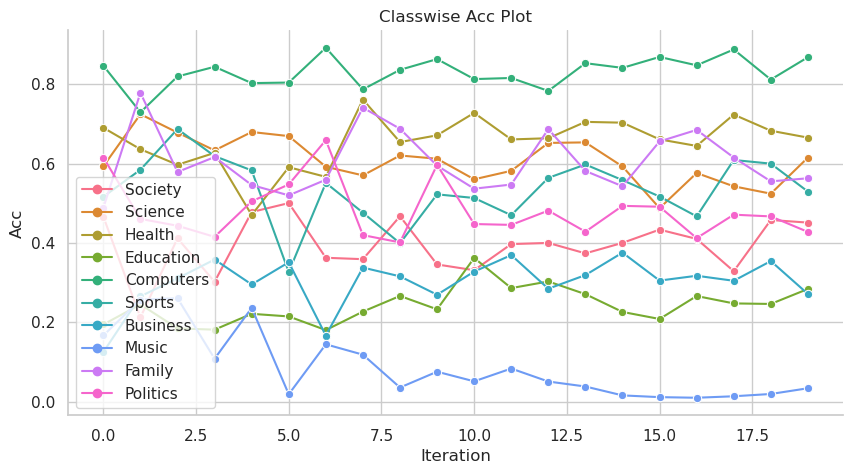 Classwise Acc Plot
Acc
0.8
0.6
0.4
0.2
0.0
Society
Science
Health
Education
Computers
Sports
Business
Music
Family
Politics
0.0 2.5 5.0 7.5 10.0 12.5 15.0 17.5
Iteration